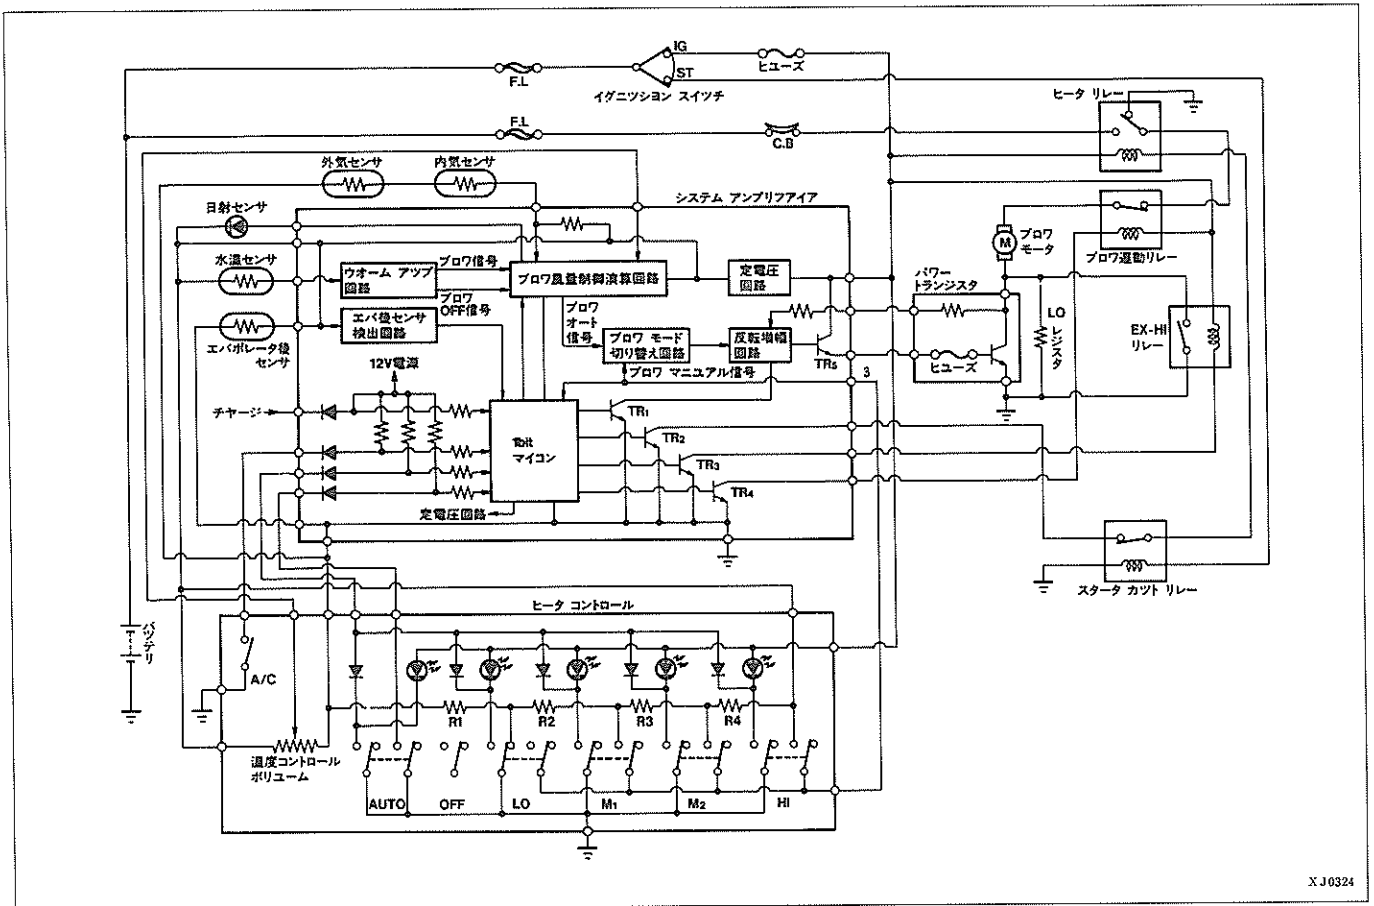 IG
ヒユーズ
F.L
ST
イグニツシヨン スイツチ
ヒータ リレー
F.L
C.B
外気センサ
内気センサ
システム アンプリフアイア
日射センサ
M
ブロワ
モータ
ブロワ運動リレー
水温センサ
ウオーム アツプ
回路
ブロワ信号
ブロワ
OFF信号
ブロワ風量制御演算回路
定電圧
回路
パワー
トランジスタ
LO
レジスタ
エバ後センサ
検出回路
エバポレータ後
センサ
ブロワ
オート
信号
ブロワ モード
切り替え回路
反転増幅
回路
TR5
ヒューズ
EX-HI
リレー
12V電源
ブロワ マニュアル信号
3
チヤージ
TR1
TR2
マイコン
TR3
TR4
定電圧回路
スタータ カツト リレー
ヒータ コントロール
バツテリ
A/C
R1
R2
R3
R4
温度コントロール
ボリユーム
AUTO
OFF
LO
M1
M2
HI
XJ0324